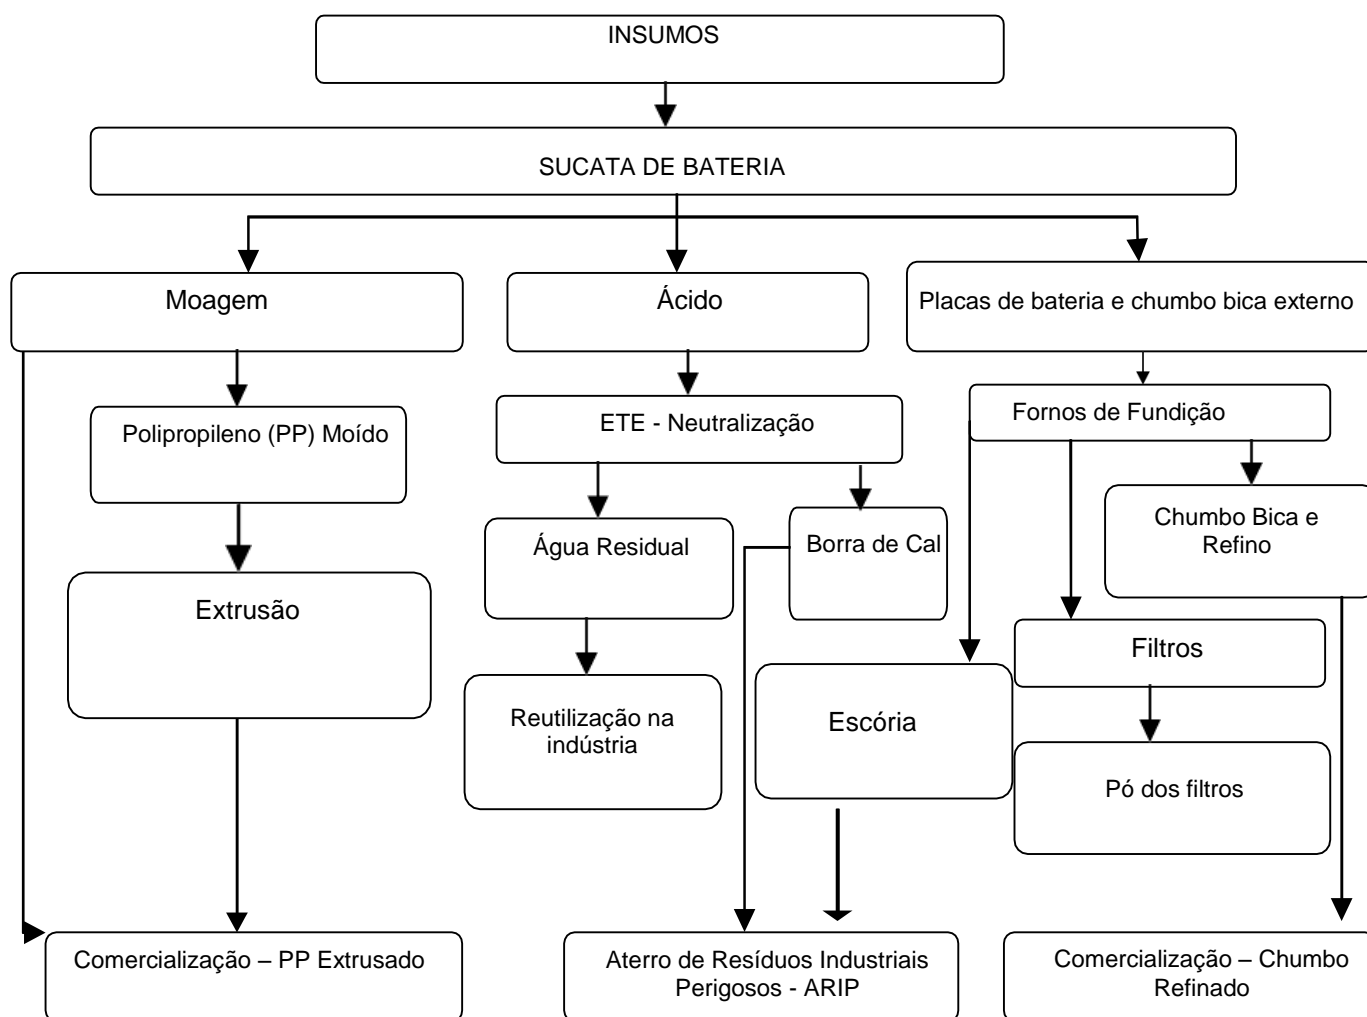 INSUMOS
SUCATA DE BATERIA
Moagem
Ácido
Placas de bateria e chumbo bica externo
Polipropileno (PP) Moído
ETE - Neutralização
Fornos de Fundição
Água Residual
Borra de Cal
Chumbo Bica e
Refino
Extrusão
Filtros
Reutilização na
indústria
Escória
Pó dos filtros
Comercialização – PP Extrusado
Aterro de Resíduos Industriais
Perigosos - ARIP
Comercialização – Chumbo
Refinado